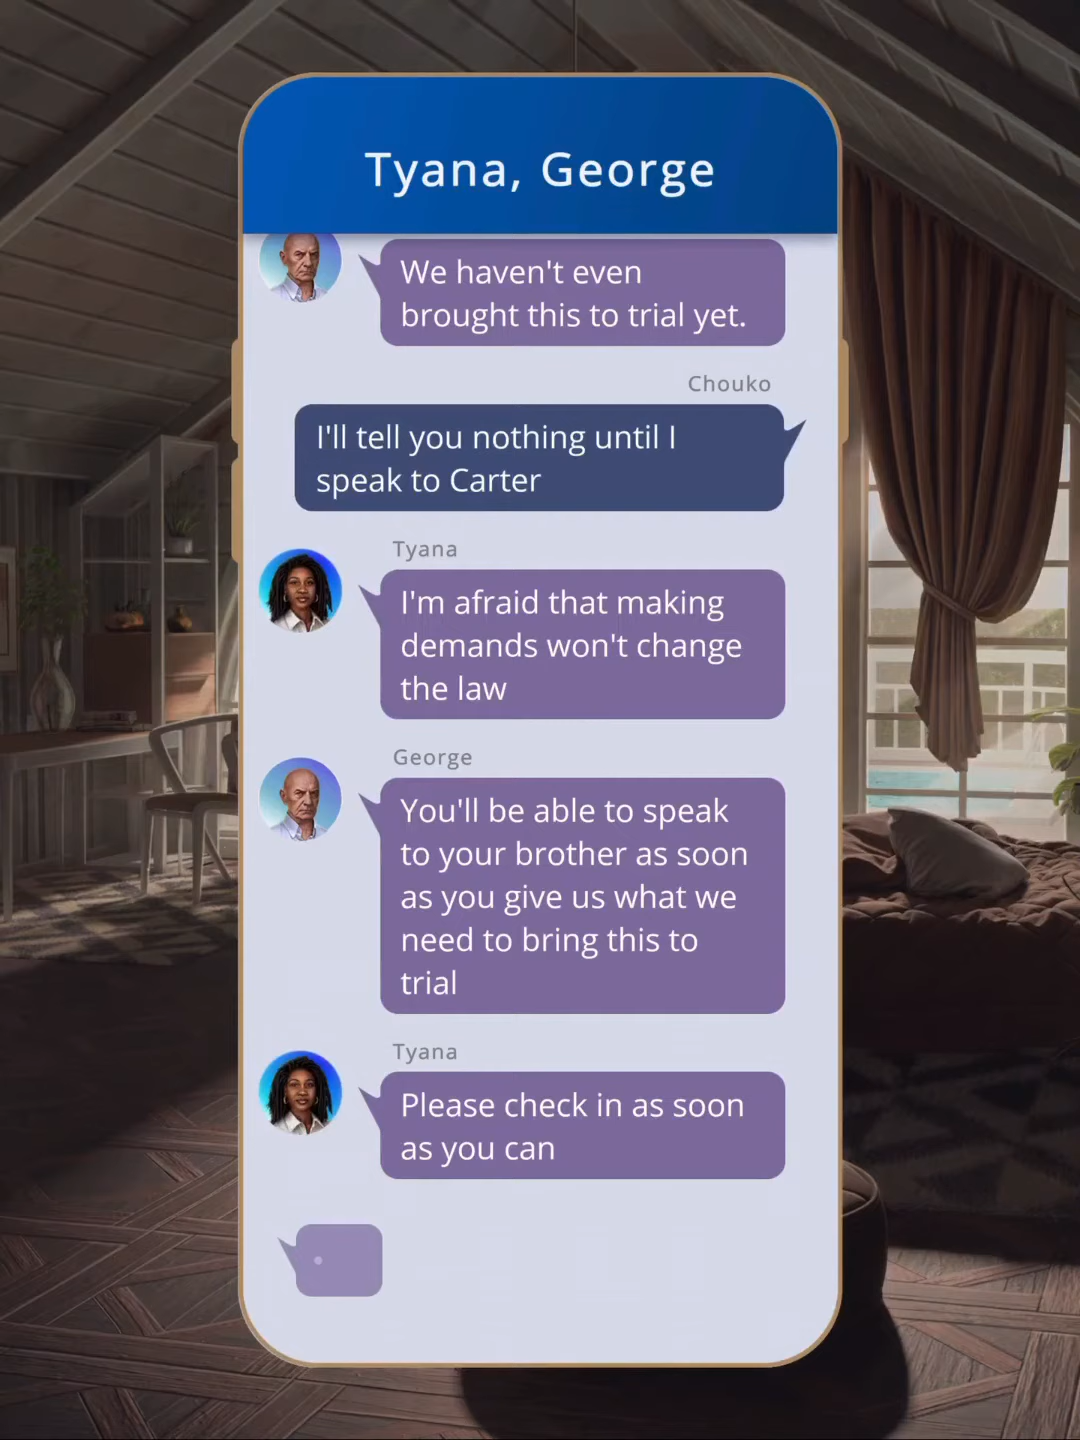 Tyana, George
We haven't even
brought this to trial yet.
Chouko
I'll tell you nothing until I
speak to Carter
Tyana
I'm afraid that making
demands won't change
the law
George
You'll be able to speak
to your brother as soon
as you give us what we
need to bring this to
trial
Tyana
Please check in as soon
as you can